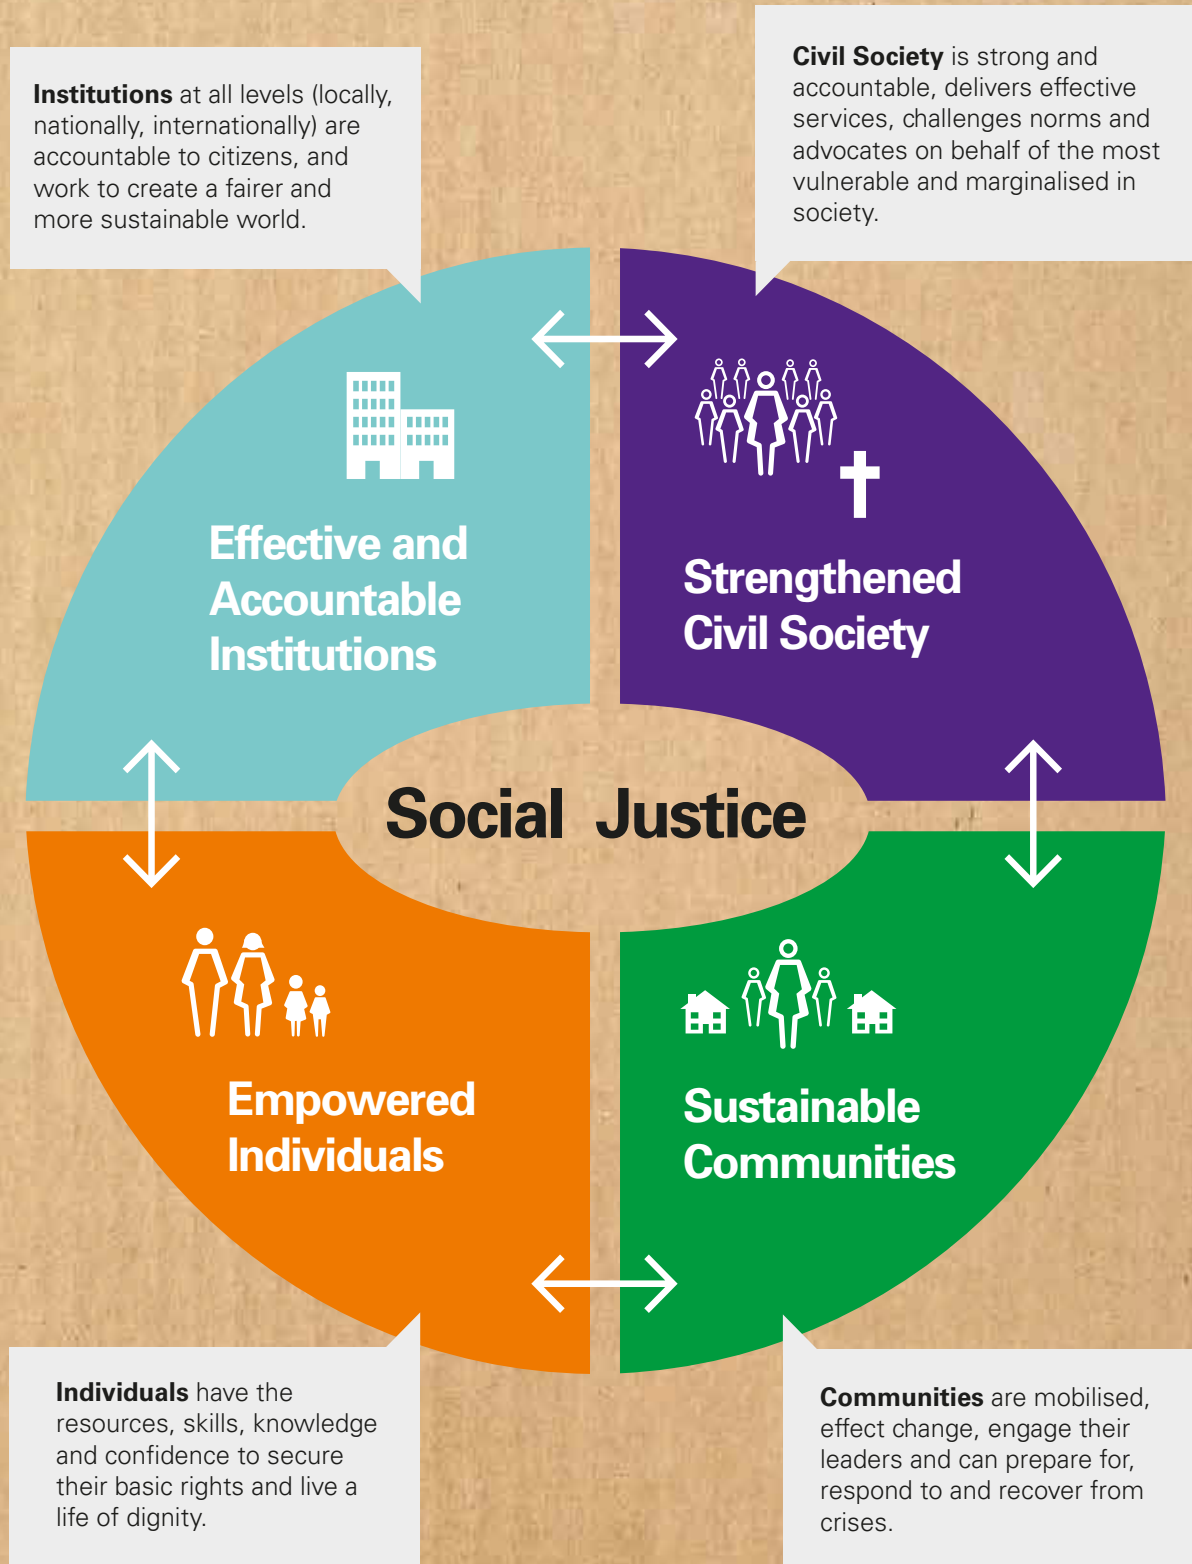 Institutions at all levels (locally,
nationally, internationally) are
accountable to citizens, and
work to create a fairer and
more sustainable world.
Civil Society is strong and
accountable, delivers effective
services, challenges norms and
advocates on behalf of the most
vulnerable and marginalised in
society.
Effective and
Accountable
Institutions
Strengthened
Civil Society
Social Justice
Empowered
Individuals
Sustainable
Communities
Individuals have the
resources, skills, knowledge
and confidence to secure
their basic rights and live a
life of dignity.
Communities are mobilised,
effect change, engage their
leaders and can prepare for,
respond to and recover from
crises.